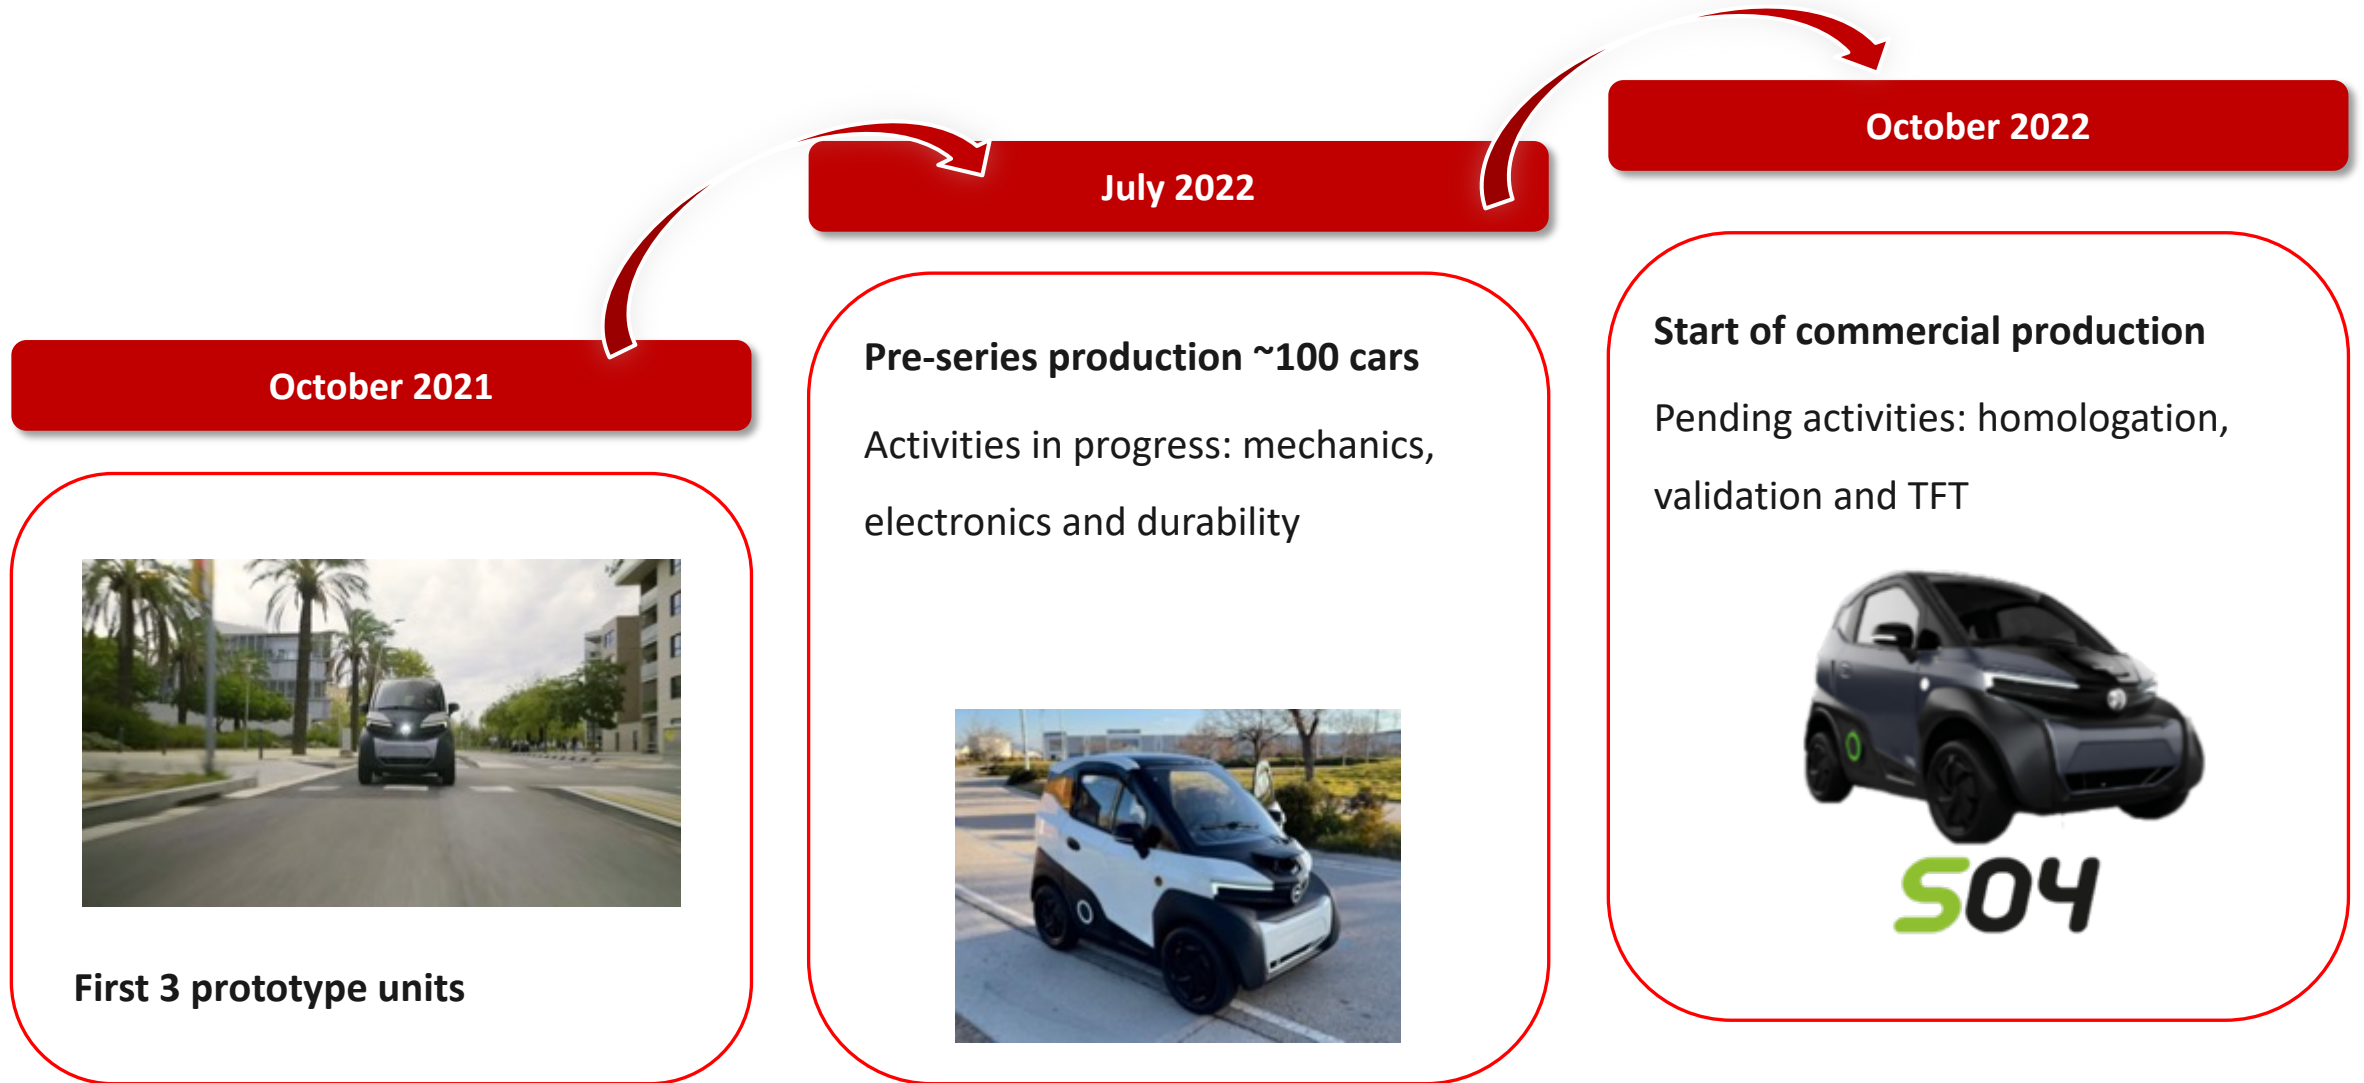 October 2021
First 3 prototype units
July 2022
Pre-series production ~100 cars
Activities in progress: mechanics,
electronics and durability
October 2022
Start of commercial production
Pending activities: homologation,
validation and TFT
S04